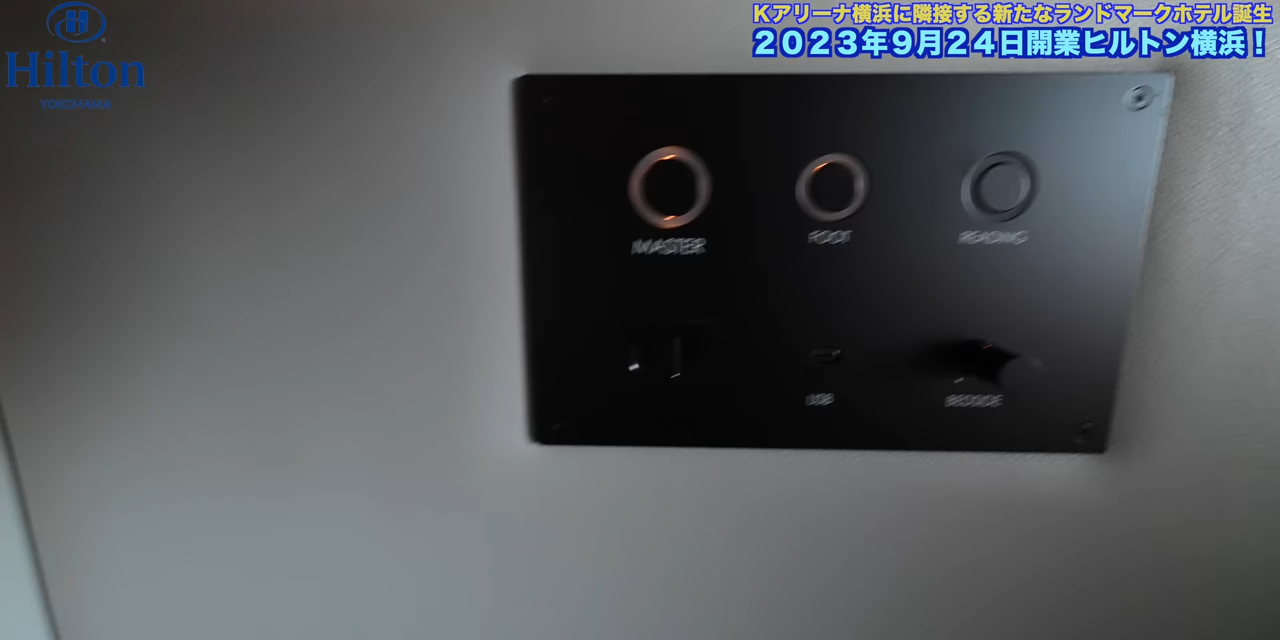 Kアリーナ横浜に隣接する新たなランドマークホテル誕生
2023年9月24日開業ヒルトン横浜！
H
Hilton
YOKOHAMA
MASTER
FOOT
READING
USB
BEDSIDE